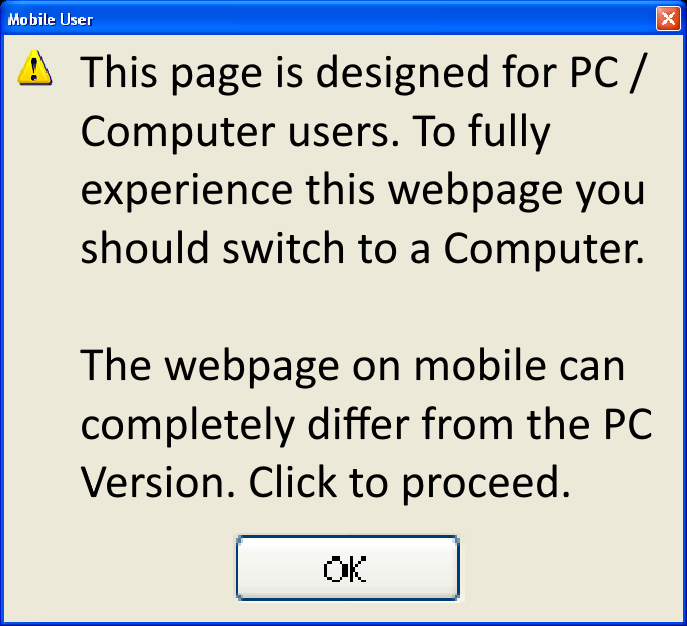 Mobile User
This page is designed for PC /
Computer users. To fully
experience this webpage you
should switch to a Computer.
The webpage on mobile can
completely differ from the PC
Version. Click to proceed.
OK